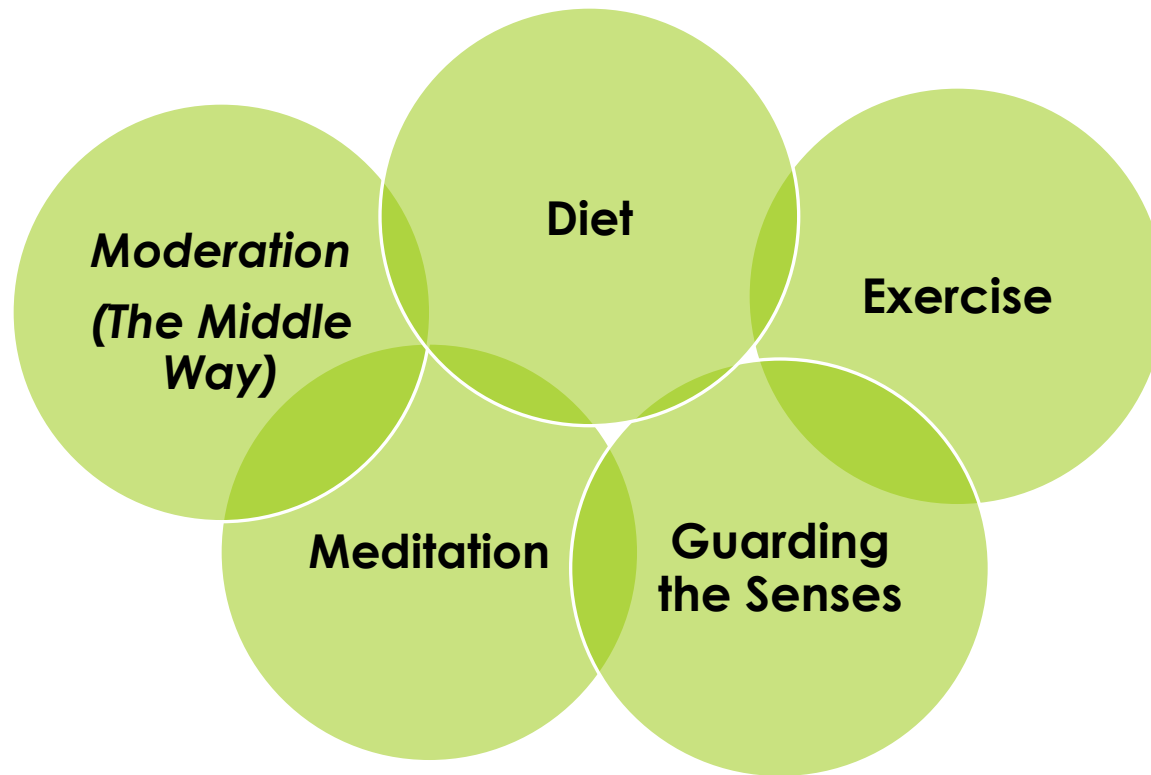 Moderation
(The Middle
Way)
Diet
Exercise
Meditation
Guarding
the Senses